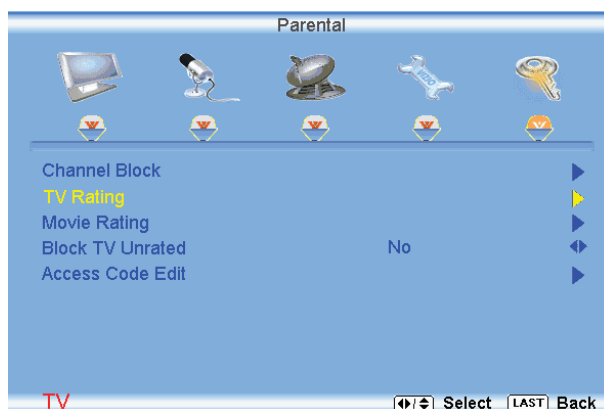 Parental
Channel Block
TV Rating
Movie Rating
Block TV Unrated No
Access Code Edit
TV Select LAST Back